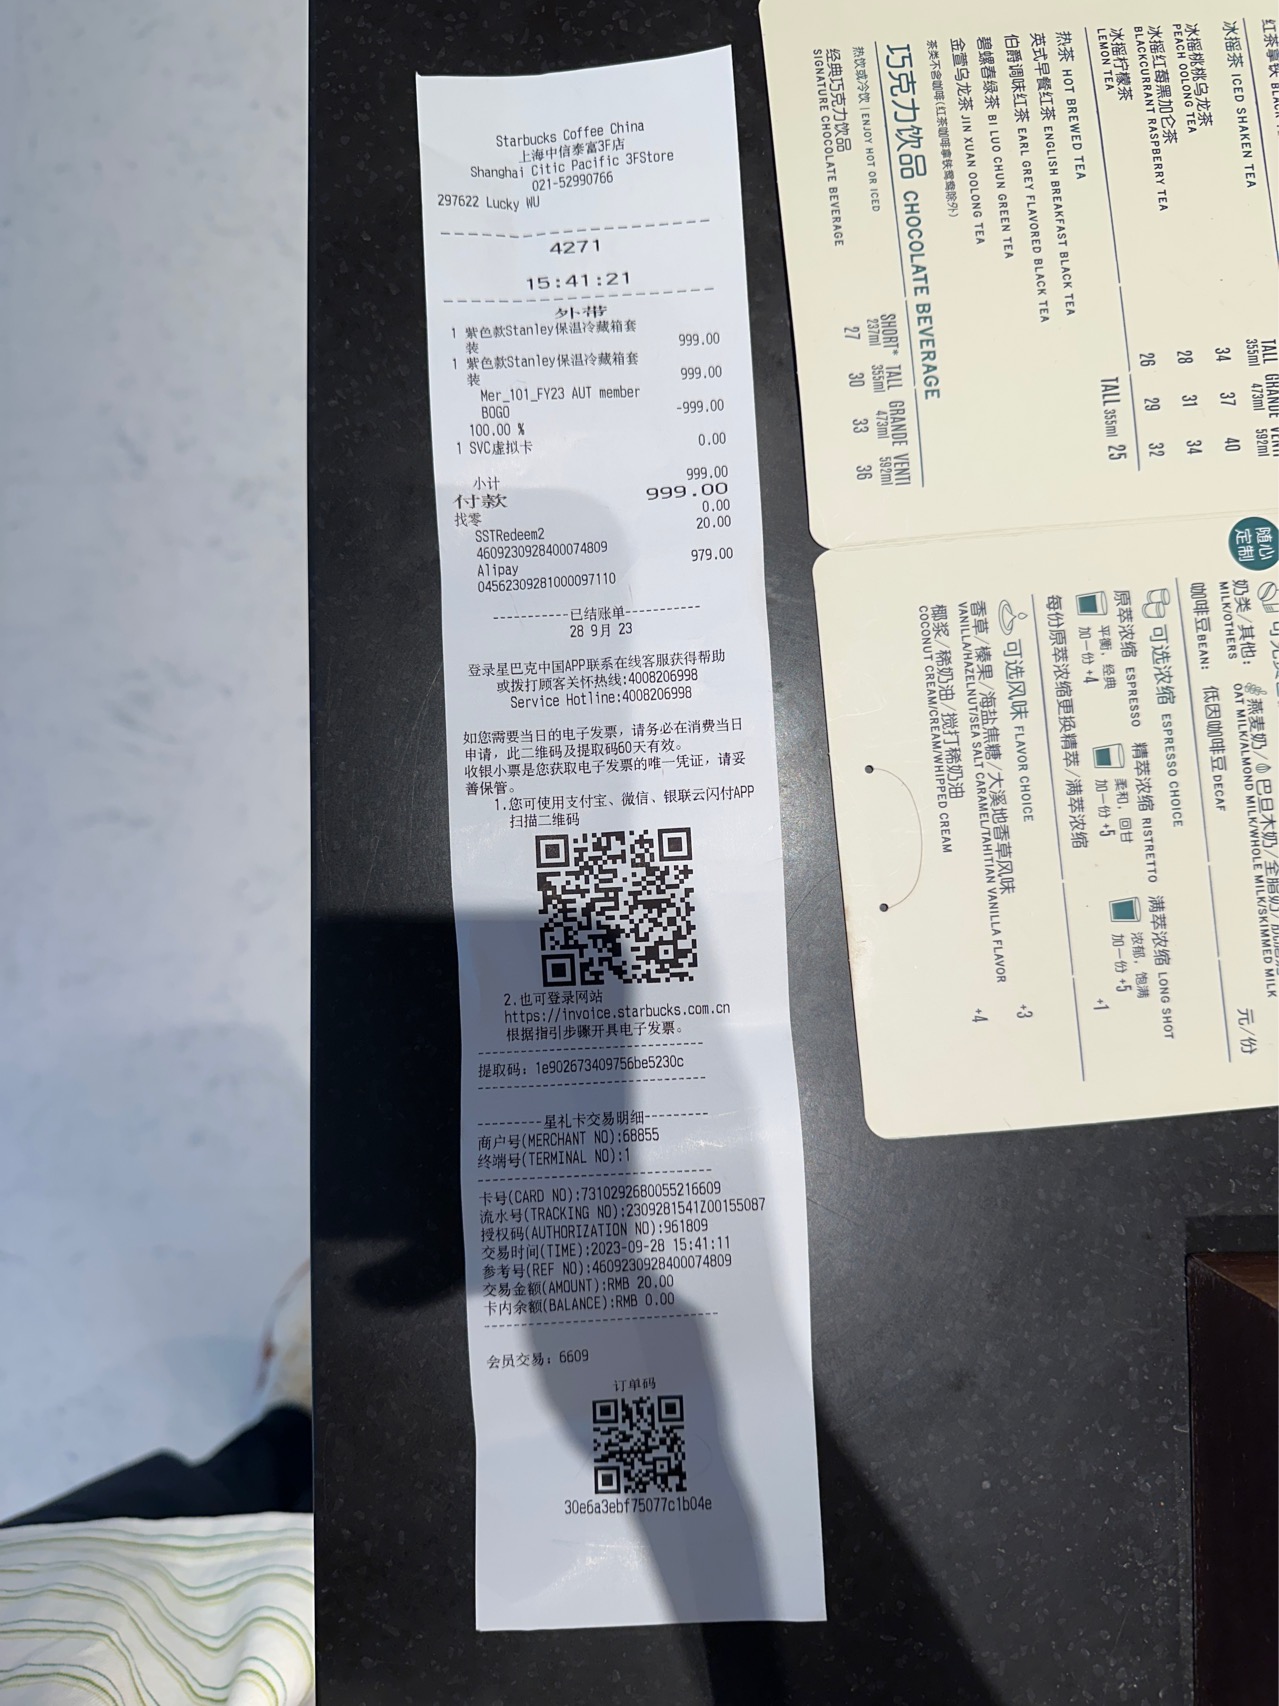 Starbucks Coffee China
上海中信泰富3F店
Shanghai Citic Pacific 3FStore
021-52990766
297622 Lucky WU
4271
15:41:21
外带
1 紫色款Stanley保温冷藏箱套装 999.00
1 紫色款Stanley保温冷藏箱套装 999.00
Mer_101_FY23 AUT member
BOGO -999.00
100.00 %
1 SVC虚拟卡 0.00
小计 999.00
付款 999.00
找零 0.00
SSTRedeem2 20.00
4609230928400074809
Alipay 979.00
04562309281000097110
-----------已结账单-----------
28 9月 23
登录星巴克中国APP联系在线客服获得帮助
或拨打顾客关怀热线:4008206998
Service Hotline:4008206998
如您需要当日的电子发票，请务必在消费当日
申请，此二维码及提取码60天有效。
收银小票是您获取电子发票的唯一凭证，请妥
善保管。
1.您可使用支付宝、微信、银联云闪付APP
扫描二维码
2.也可登录网站
https://invoice.starbucks.com.cn
根据指引步骤开具电子发票。
提取码：1e902673409756be5230c
---------星礼卡交易明细---------
商户号(MERCHANT NO):68855
终端号(TERMINAL NO):1
卡号(CARD NO):7310292680055216609
流水号(TRACKING NO):2309281541Z00155087
授权码(AUTHORIZATION NO):961809
交易时间(TIME):2023-09-28 15:41:11
参考号(REF NO):4609230928400074809
交易金额(AMOUNT):RMB 20.00
卡内余额(BALANCE):RMB 0.00
会员交易：6609
订单码
30e6a3ebf75077c1b04e
冰摇茶 ICED SHAKEN TEA
TALL GRANDE VENTI
355ml 473ml 592ml
34 37 40
冰摇桃桃乌龙茶 28 31 34
PEACH OOLONG TEA
冰摇红莓黑加仑茶 26 29 32
BLACKCURRANT RASPBERRY TEA
冰摇柠檬茶
LEMON TEA
TALL 355ml 25
热茶 HOT BREWED TEA
英式早餐红茶 ENGLISH BREAKFAST BLACK TEA
伯爵调味红茶 EARL GREY FLAVORED BLACK TEA
碧螺春绿茶 BI LUO CHUN GREEN TEA
金萱乌龙茶 JIN XUAN OOLONG TEA
茶类不含咖啡(红茶咖啡拿铁鸳鸯除外)
巧克力饮品 CHOCOLATE BEVERAGE
热饮或冷饮 | ENJOY HOT OR ICED
SHORT* TALL GRANDE VENTI
237ml 355ml 473ml 592ml
经典巧克力饮品 27 30 33 36
SIGNATURE CHOCOLATE BEVERAGE
随心
定制
元/份
奶类/其他：燕麦奶/巴旦木奶/全脂奶
MILK/OTHERS OAT MILK/ALMOND MILK/WHOLE MILK/SKIMMED MILK
咖啡豆 BEAN: 低因咖啡豆 DECAF
可选浓缩 ESPRESSO CHOICE
原萃浓缩 ESPRESSO 精萃浓缩 RISTRETTO 满萃浓缩 LONG SHOT
平衡，经典 柔和，回甘 浓郁，饱满
加一份 +4 加一份 +5 加一份 +5
每份原萃浓缩更换精萃/满萃浓缩 +1
可选风味 FLAVOR CHOICE
香草/榛果/海盐焦糖/大溪地香草风味 +3
VANILLA/HAZELNUT/SEA SALT CARAMEL/TAHITIAN VANILLA FLAVOR
椰浆/稀奶油/搅打稀奶油 +4
COCONUT CREAM/CREAM/WHIPPED CREAM